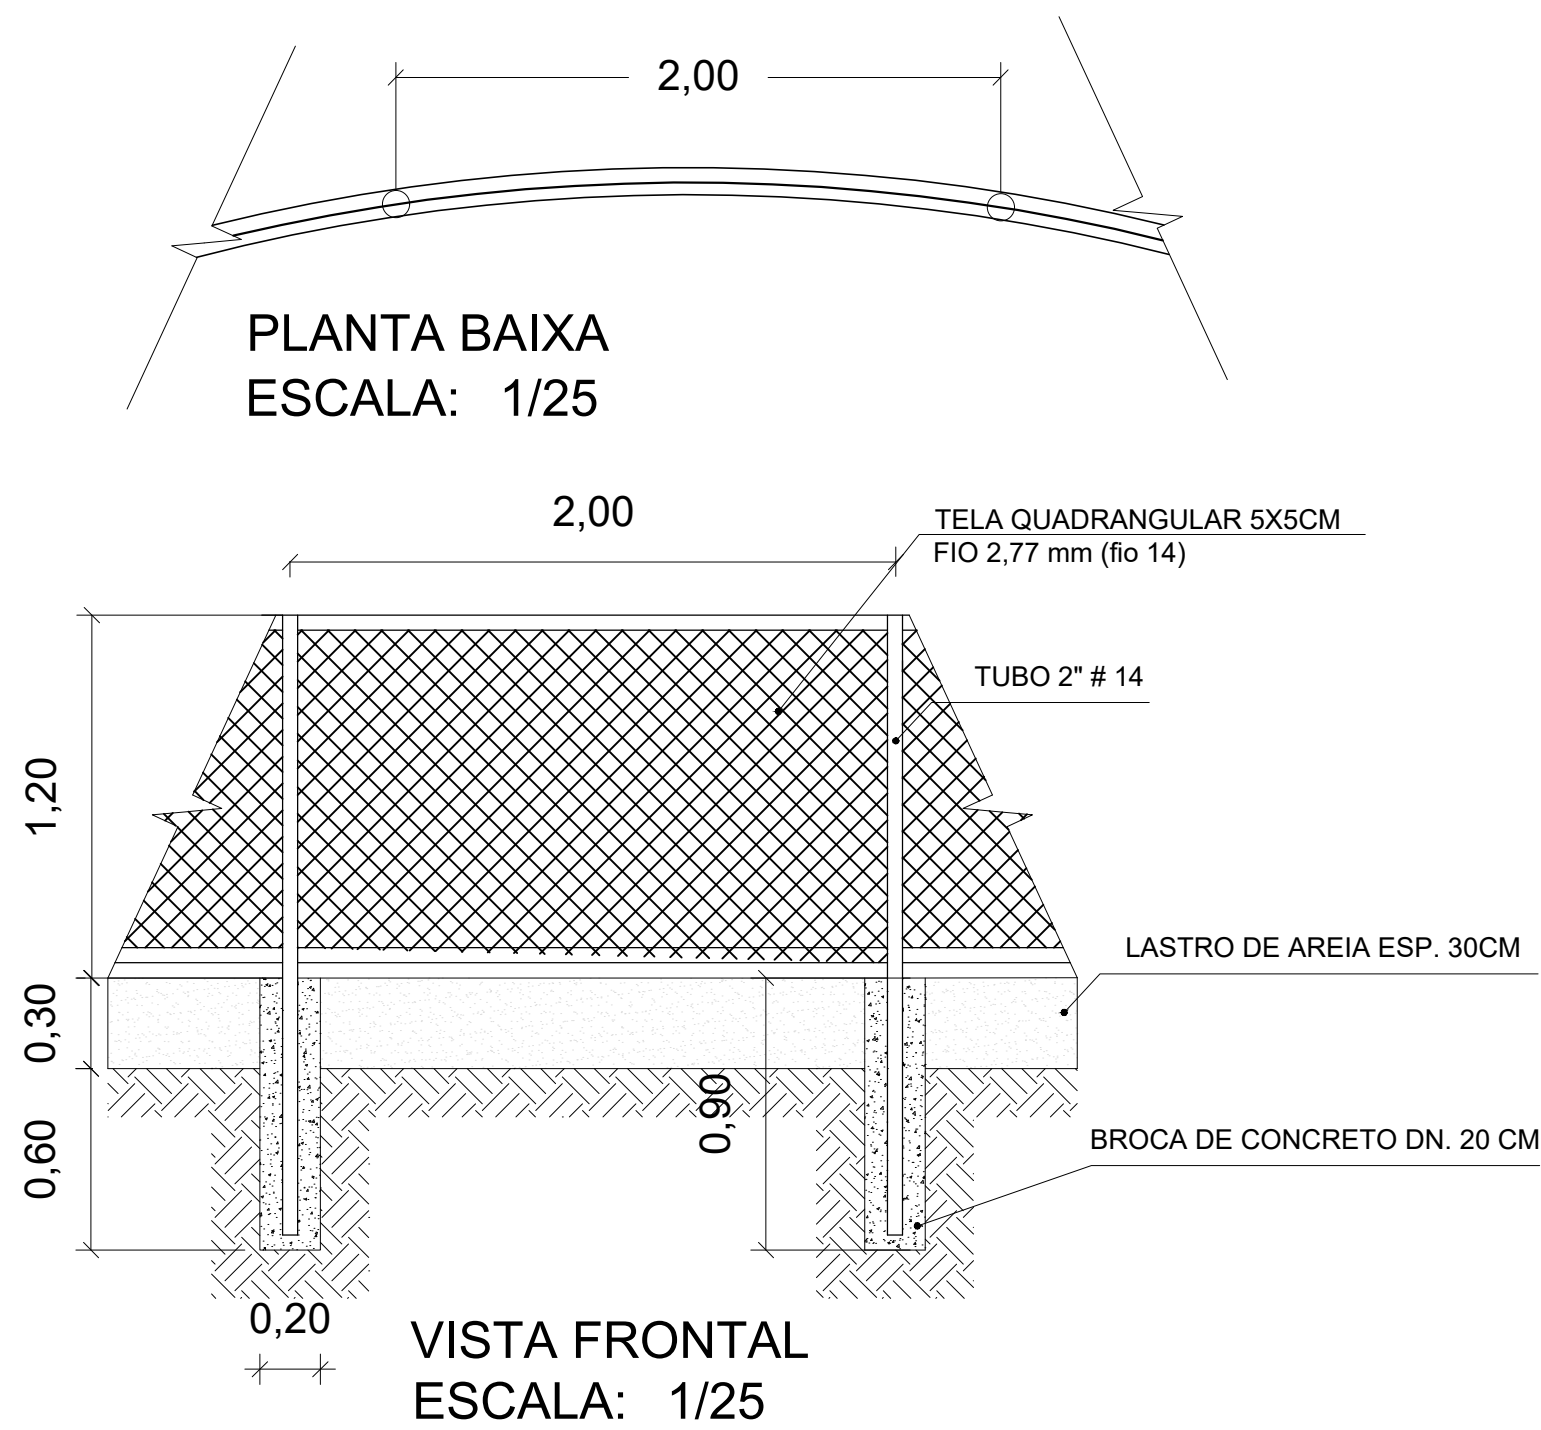 2,00
PLANTA BAIXA
ESCALA: 1/25
2,00
TELA QUADRANGULAR 5X5CM
FIO 2,77 mm (fio 14)
TUBO 2" # 14
1,20
LASTRO DE AREIA ESP. 30CM
0,30
0,90
0,60
BROCA DE CONCRETO DN. 20 CM
0,20
VISTA FRONTAL
ESCALA: 1/25